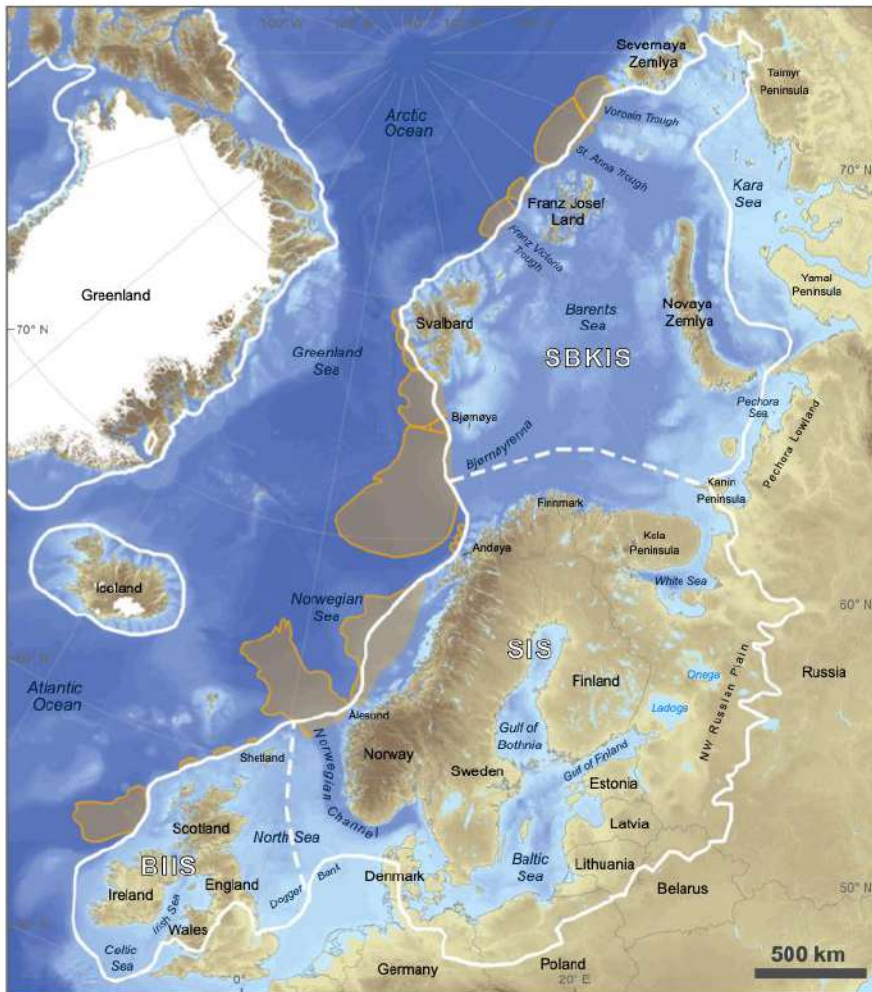 Severnaya
Zemlya
Taimyr
Peninsula
Arctic
Ocean
Voronin Trough
St. Anna Trough
70° N
Kara
Sea
Franz Josef
Land
Franz Victoria
Trough
Yamal
Peninsula
Greenland
Barents
Sea
Novaya
Zemlya
Svalbard
70° N
Greenland
Sea
SBKIS
Pechora
Sea
Bjørnøya
Bjørnøyrenna
Pechora Lowland
Kanin
Peninsula
Finnmark
Kola
Peninsula
Andøya
White Sea
Iceland
Norwegian
Sea
60° N
SIS
Russia
Finland
Onega
Ladoga
NW Russian Plain
Atlantic
Ocean
Ålesund
Gulf of
Bothnia
Norway
Shetland
Norwegian Channel
Gulf of Finland
Sweden
Estonia
Scotland
North Sea
Latvia
BIIS
Baltic
Sea
Lithuania
Denmark
Dogger Bank
Belarus
Ireland
England
Irish Sea
50° N
Wales
Celtic
Sea
500 km
Germany
Poland
0°
20° E